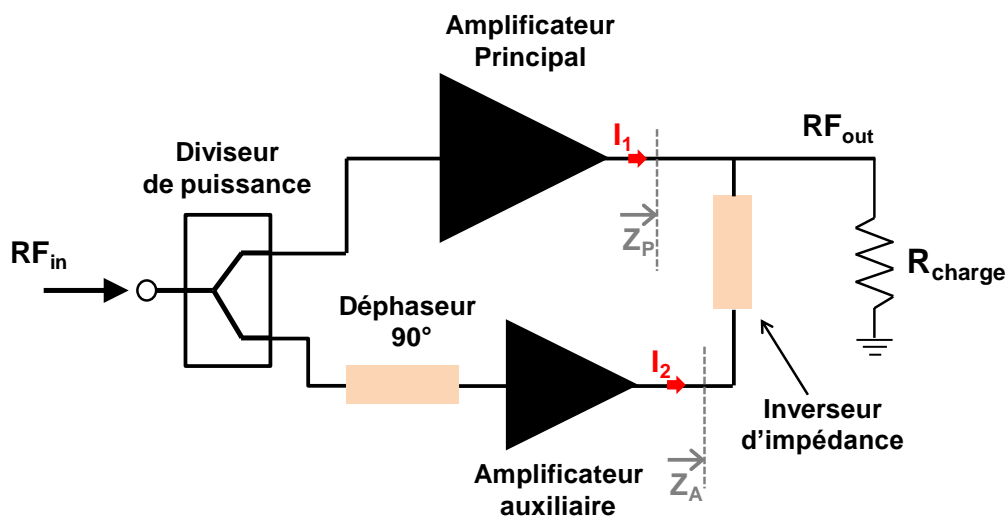 Amplificateur
Principal
I1
RFout
Diviseur
de puissance
ZP
RFin
Rcharge
Déphaseur
90°
I2
Inverseur
d'impédance
ZA
Amplificateur
auxiliaire